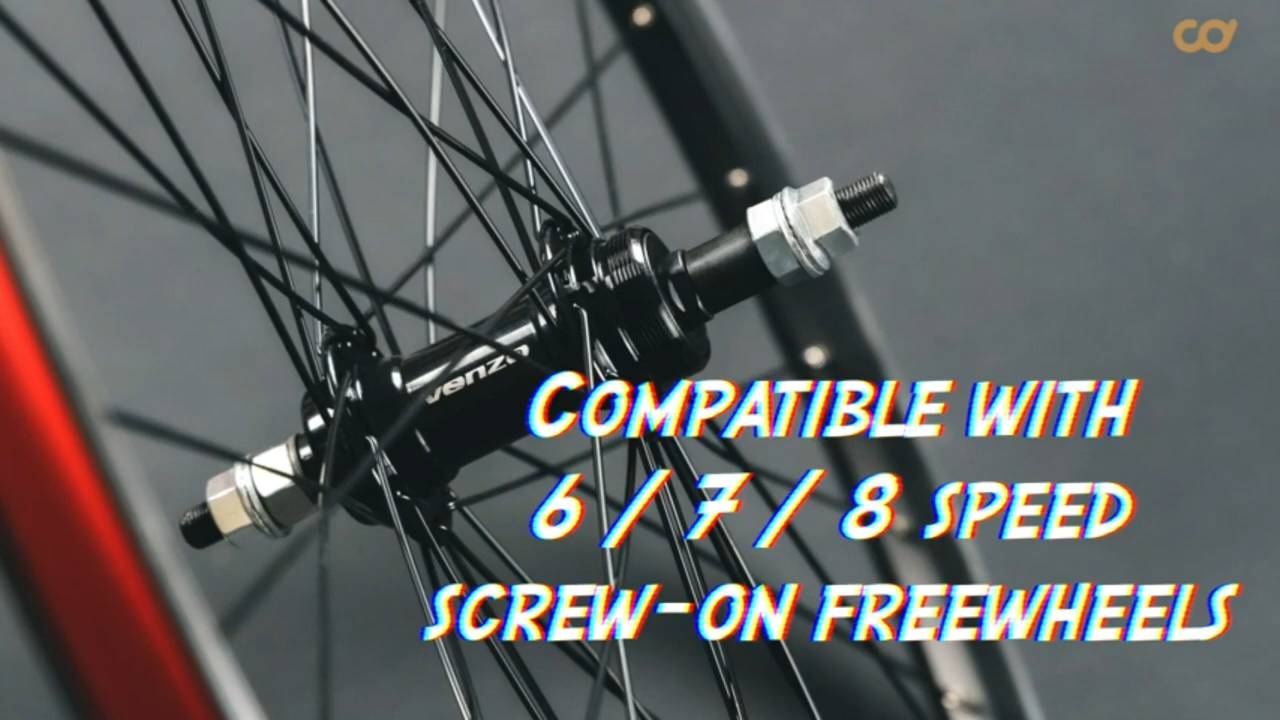 venzo
Compatible with
6 / 7 / 8 speed
screw-on freewheels